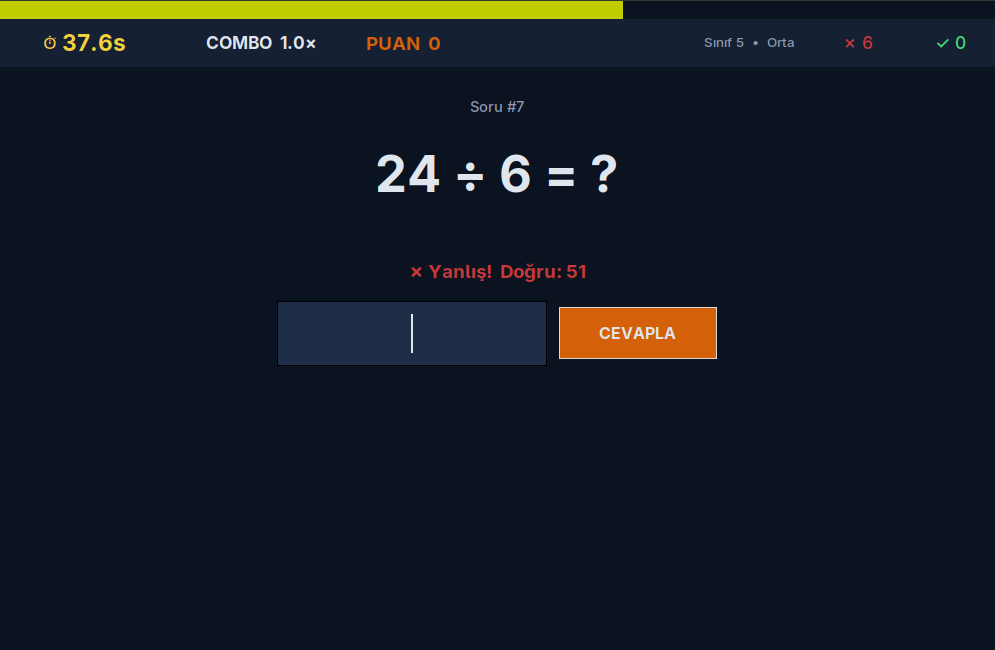 ⏱ 37.6s COMBO 1.0× PUAN 0 Sınıf 5 • Orta × 6 ✓ 0
Soru #7
24 ÷ 6 = ?
× Yanlış! Doğru: 51
CEVAPLA